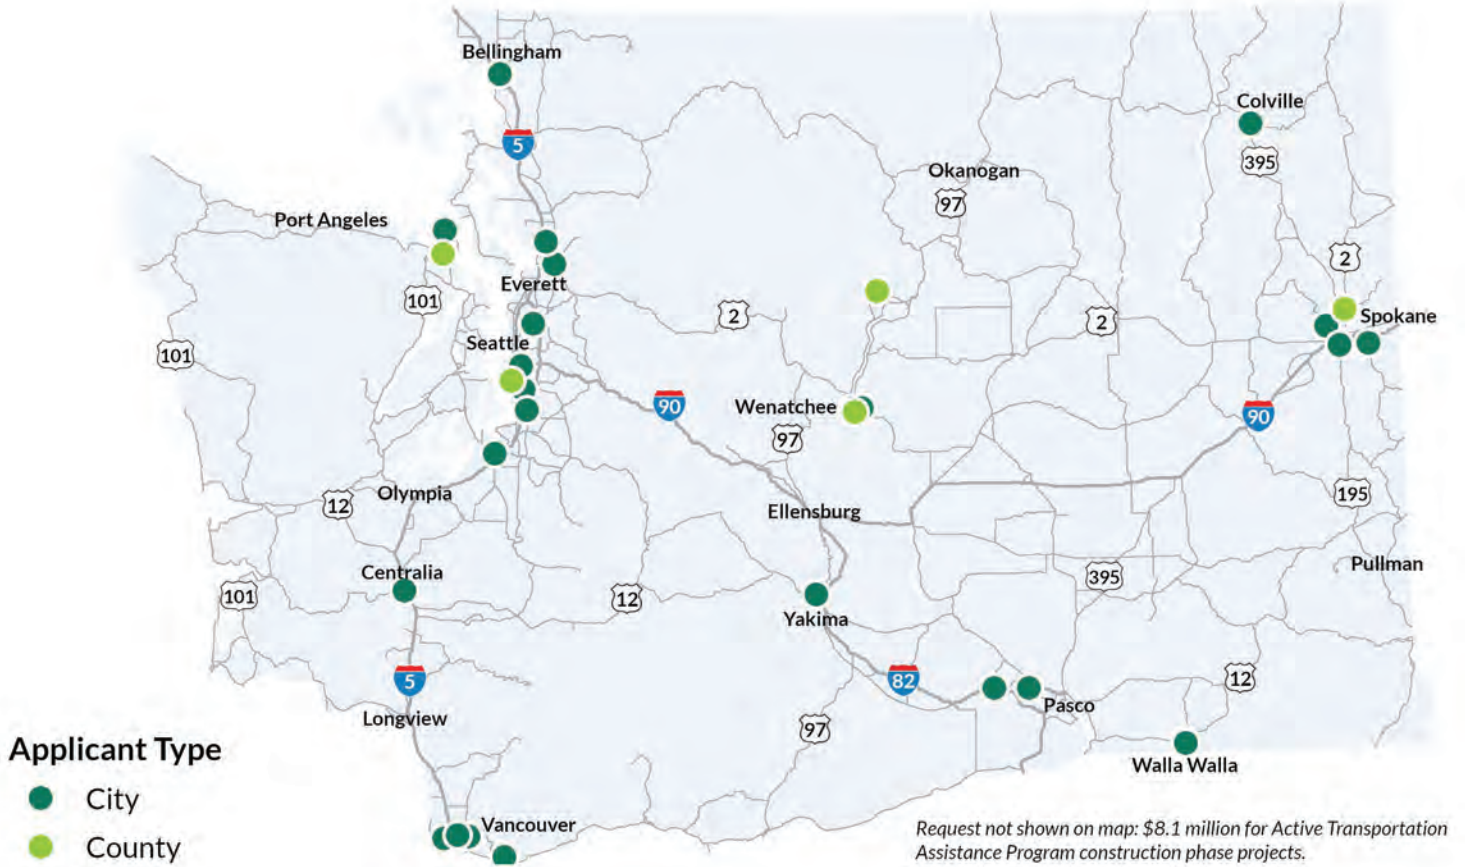 Bellingham
5
Colville
395
Okanogan
97
Port Angeles
2
Everett
101
2
2
Spokane
Seattle
101
90
Wenatchee
90
97
Olympia
12
195
Ellensburg
Centralia
Pullman
395
101
12
Yakima
5
82
12
Longview
Pasco
97
Applicant Type
Walla Walla
City
Vancouver
County
Request not shown on map: $8.1 million for Active Transportation
Assistance Program construction phase projects.